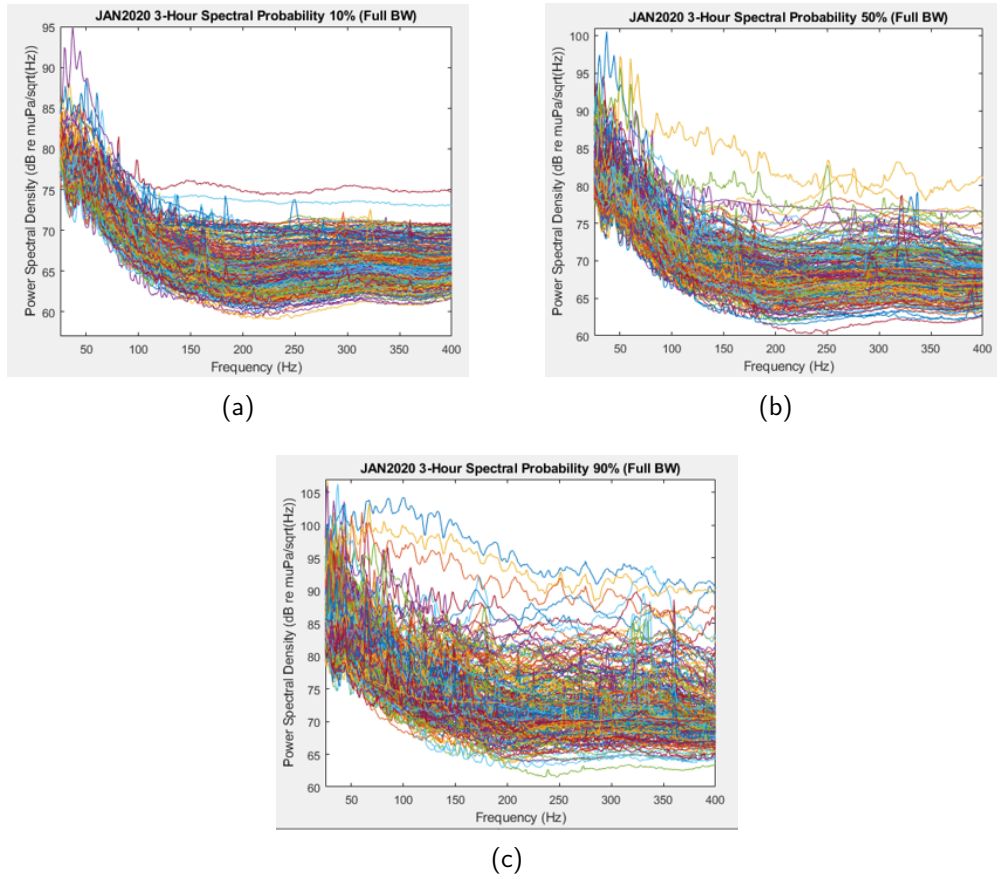 JAN2020 3-Hour Spectral Probability 10% (Full BW)
Power Spectral Density (dB re muPa/sqrt(Hz))
95
90
85
80
75
70
65
60
50 100 150 200 250 300 350 400
Frequency (Hz)
(a)
JAN2020 3-Hour Spectral Probability 50% (Full BW)
Power Spectral Density (dB re muPa/sqrt(Hz))
100
95
90
85
80
75
70
65
60
50 100 150 200 250 300 350 400
Frequency (Hz)
(b)
JAN2020 3-Hour Spectral Probability 90% (Full BW)
Power Spectral Density (dB re muPa/sqrt(Hz))
105
100
95
90
85
80
75
70
65
60
50 100 150 200 250 300 350 400
Frequency (Hz)
(c)